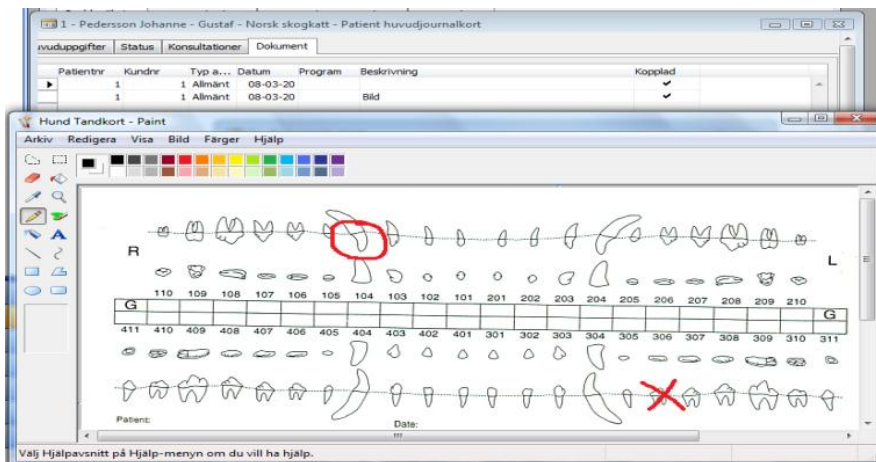 1 - Pedersson Johanne - Gustaf - Norsk skogkatt - Patient huvudjournalkort
uvuduppgifter Status Konsultationer Dokument
Patientnr Kundnr Typ a... Datum Program Beskrivning Kopplad
1 1 Allmänt 08-03-20
1 1 Allmänt 08-03-20 Bild
Hund Tandkort - Paint
Arkiv Redigera Visa Bild Färger Hjälp
A
R L
110 109 108 107 106 105 104 103 102 101 201 202 203 204 205 206 207 208 209 210
G G
411 410 409 408 407 406 405 404 403 402 401 301 302 303 304 305 306 307 308 309 310 311
Patient: Date:
Välj Hjälpavsnitt på Hjälp-menyn om du vill ha hjälp.